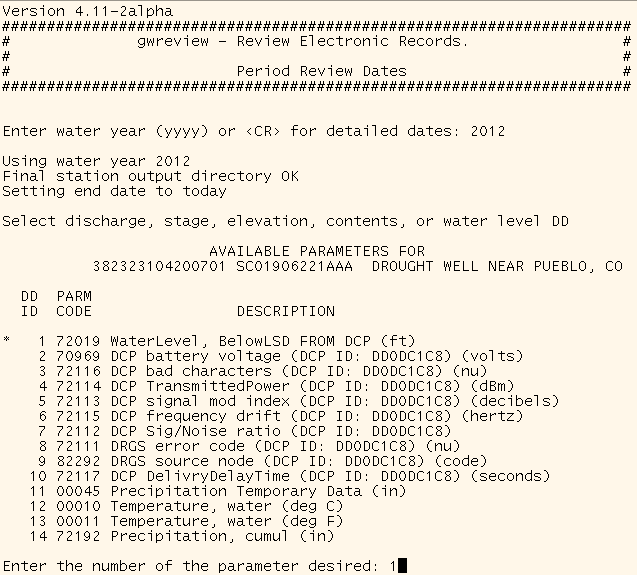 Version 4.11-2alpha
######################################################################
# gwreview - Review Electronic Records. #
# #
# Period Review Dates #
######################################################################
Enter water year (yyyy) or <CR> for detailed dates: 2012
Using water year 2012
Final station output directory OK
Setting end date to today
Select discharge, stage, elevation, contents, or water level DD
AVAILABLE PARAMETERS FOR
382323104200701 SC01906221AAA DROUGHT WELL NEAR PUEBLO, CO
DD PARM
ID CODE DESCRIPTION
* 1 72019 WaterLevel, BelowLSD FROM DCP (ft)
2 70969 DCP battery voltage (DCP ID: DD0DC1C8) (volts)
3 72116 DCP bad characters (DCP ID: DD0DC1C8) (nu)
4 72114 DCP TransmittedPower (DCP ID: DD0DC1C8) (dBm)
5 72113 DCP signal mod index (DCP ID: DD0DC1C8) (decibels)
6 72115 DCP frequency drift (DCP ID: DD0DC1C8) (hertz)
7 72112 DCP Sig/Noise ratio (DCP ID: DD0DC1C8)
8 72111 DRGS error code (DCP ID: DD0DC1C8) (nu)
9 82292 DRGS source node (DCP ID: DD0DC1C8) (code)
10 72117 DCP DelivryDelayTime (DCP ID: DD0DC1C8) (seconds)
11 00045 Precipitation Temporary Data (in)
12 00010 Temperature, water (deg C)
13 00011 Temperature, water (deg F)
14 72192 Precipitation, cumul (in)
Enter the number of the parameter desired: 1